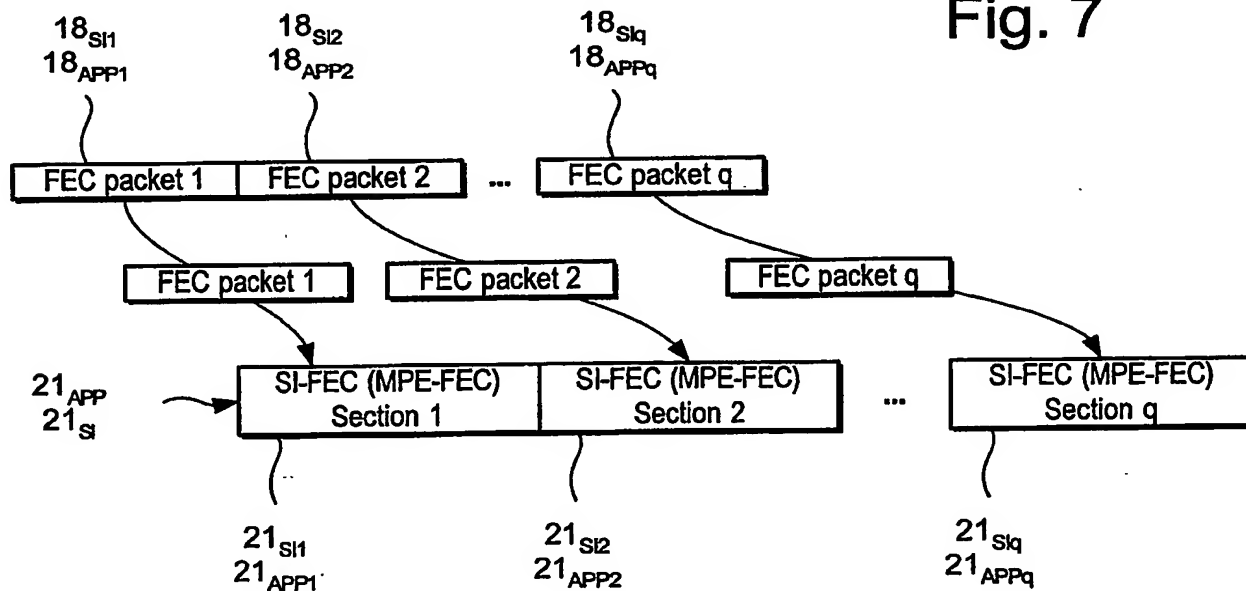 Fig. 7
18SI1 18SI2 18SIq
18APP1 18APP2 18APPq
FEC packet 1 FEC packet 2 ... FEC packet q
FEC packet 1 FEC packet 2 FEC packet q
21APP
21SI
SI-FEC (MPE-FEC) SI-FEC (MPE-FEC) SI-FEC (MPE-FEC)
Section 1 Section 2 ... Section q
21SI1 21SI2 21SIq
21APP1 21APP2 21APPq